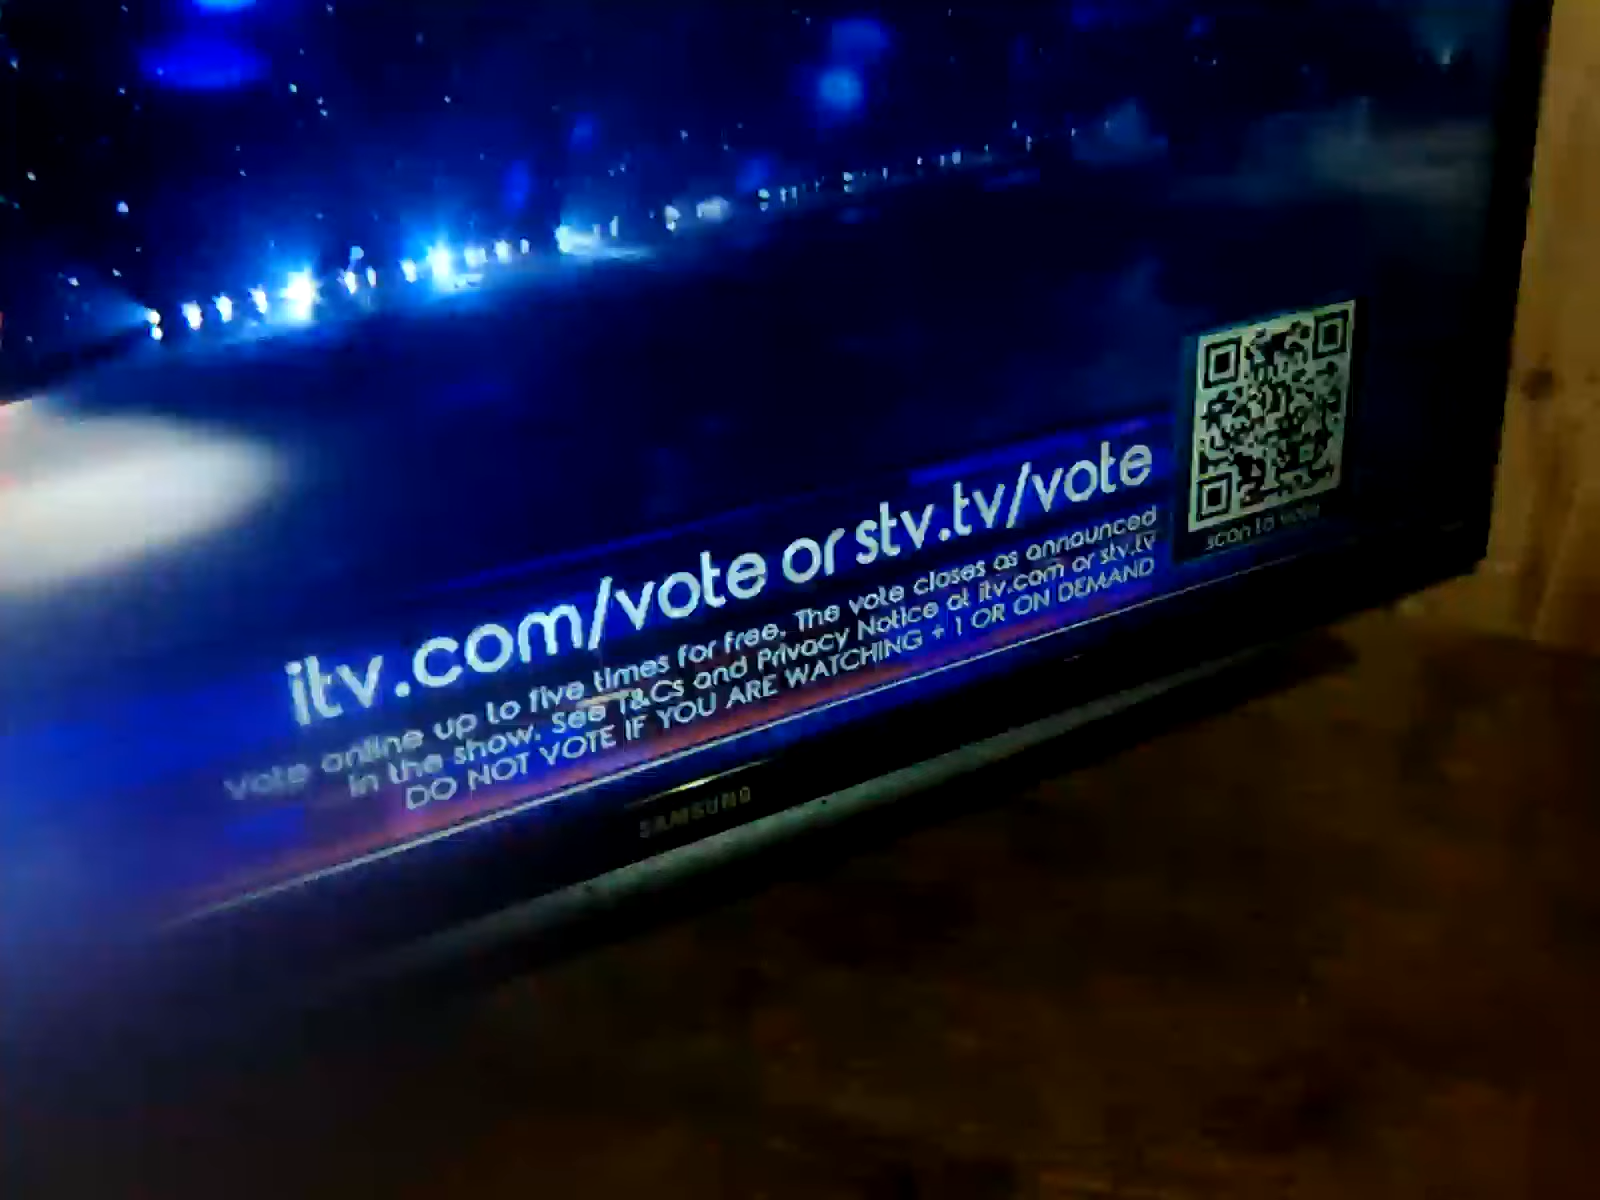 itv.com/vote or stv.tv/vote
vote online up to five times for free. The vote closes as announced
in the show. See T&Cs and Privacy Notice at itv.com or stv.tv
DO NOT VOTE IF YOU ARE WATCHING + 1 OR ON DEMAND
scan to vote
SAMSUNG